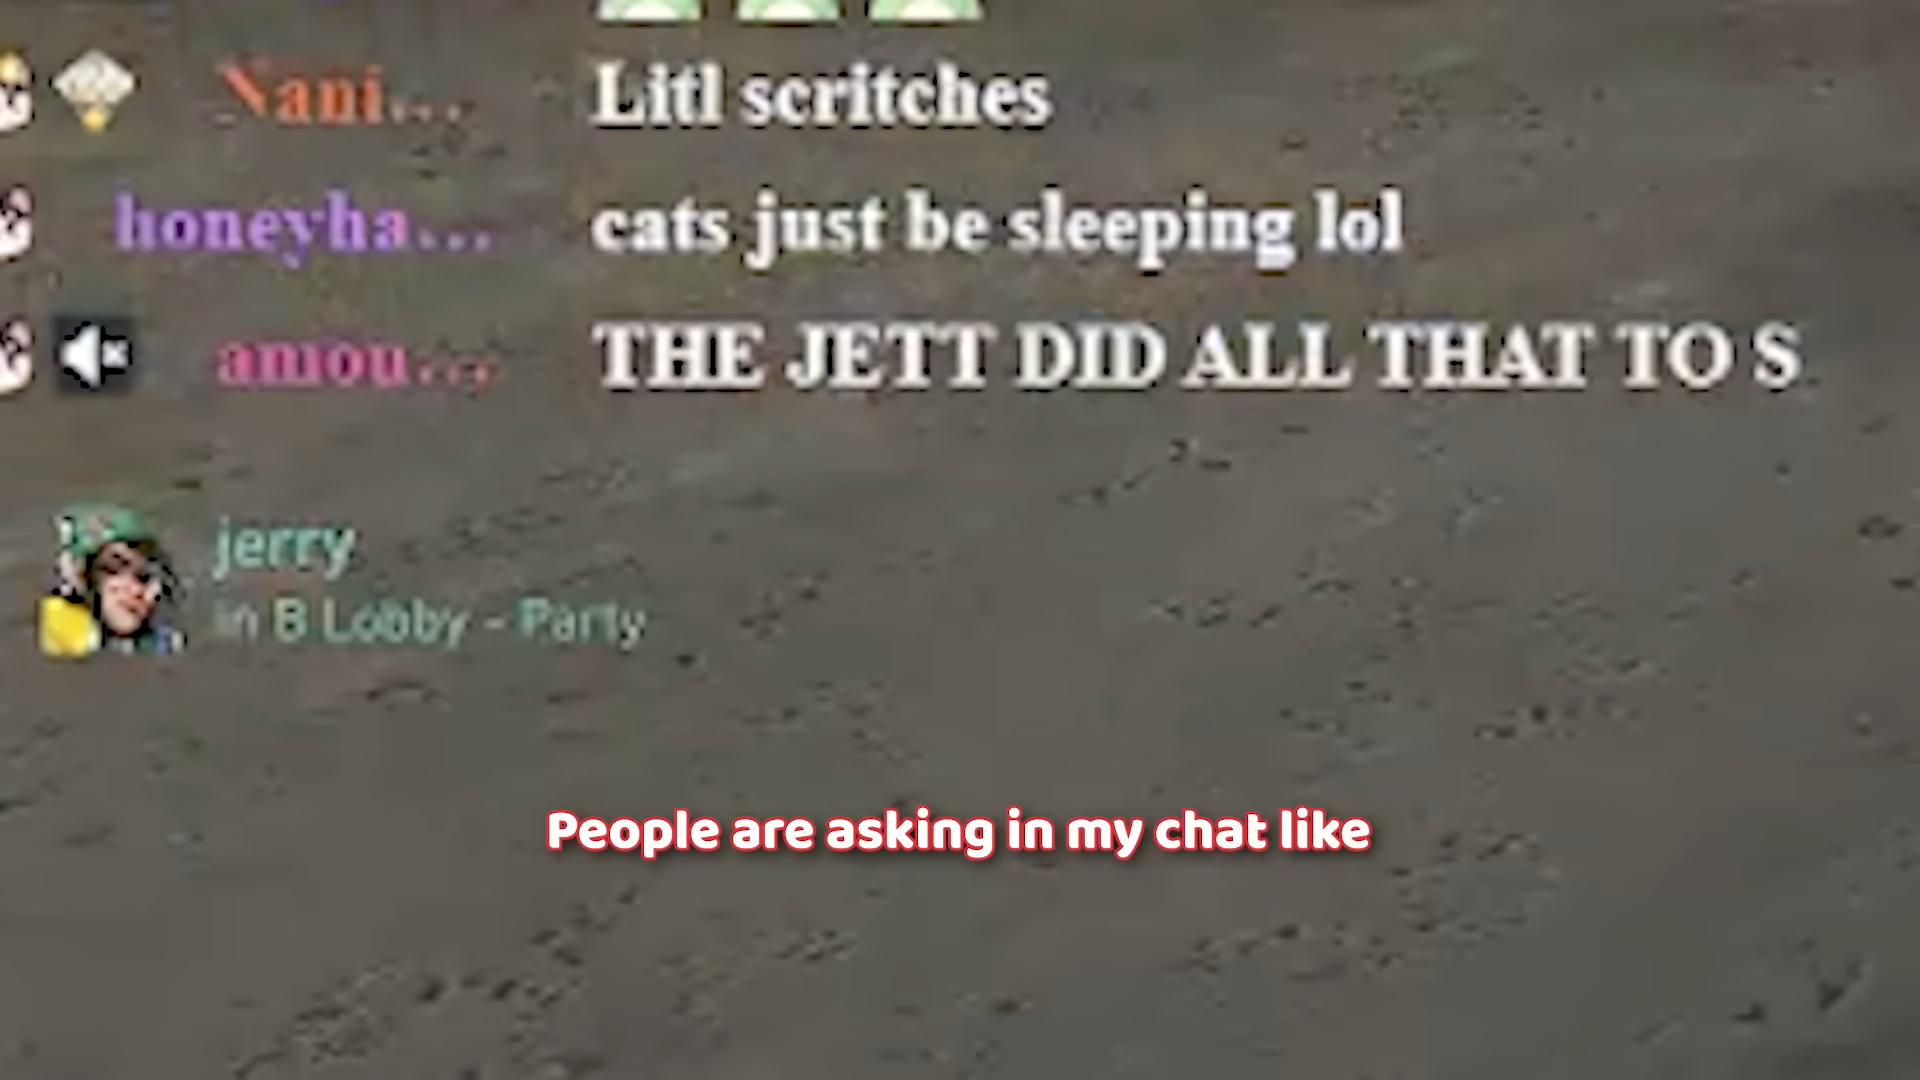 Nani... Litl scritches
honeyha... cats just be sleeping lol
amou... THE JETT DID ALL THAT TO S
jerry
in B Lobby - Party
People are asking in my chat like